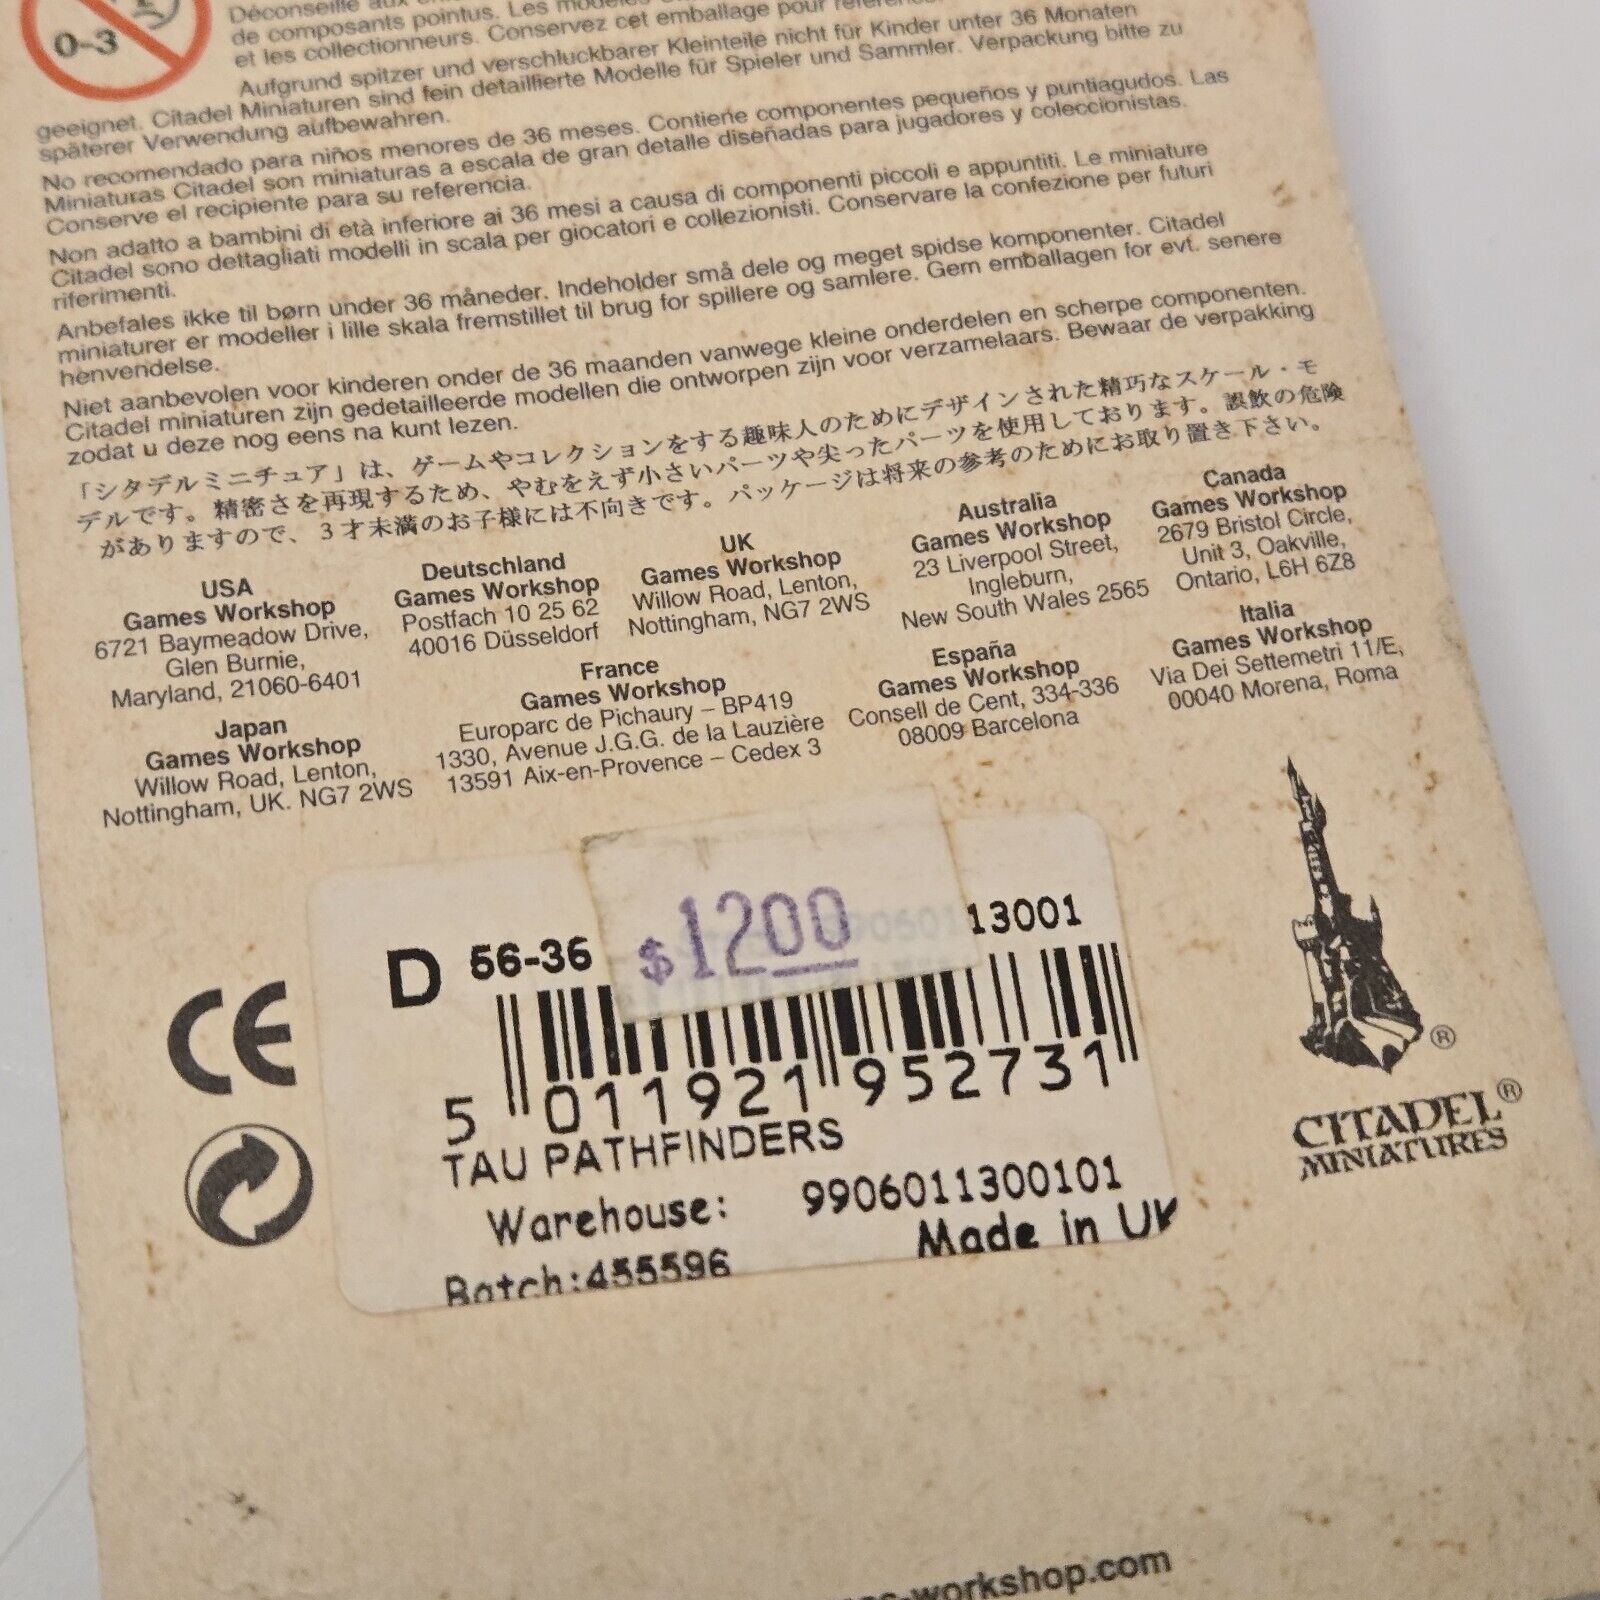 0-3
Déconseillé aux
de composants pointus. Les modèles
et les collectionneurs. Conservez cet emballage pour
Aufgrund spitzer und verschluckbarer Kleinteile nicht für Kinder unter 36 Monaten
geeignet. Citadel Miniaturen sind fein detaillierte Modelle für Spieler und Sammler. Verpackung bitte zu
späterer Verwendung aufbewahren.
No recomendado para niños menores de 36 meses. Contiene componentes pequeños y puntiagudos. Las
Miniaturas Citadel son miniaturas a escala de gran detalle diseñadas para jugadores y coleccionistas.
Conserve el recipiente para su referencia.
Non adatto a bambini di età inferiore ai 36 mesi a causa di componenti piccoli e appuntiti. Le miniature
Citadel sono dettagliati modelli in scala per giocatori e collezionisti. Conservare la confezione per futuri
riferimenti.
Anbefales ikke til børn under 36 måneder. Indeholder små dele og meget spidse komponenter. Citadel
miniaturer er modeller i lille skala fremstillet til brug for spillere og samlere. Gem emballagen for evt. senere
henvendelse.
Niet aanbevolen voor kinderen onder de 36 maanden vanwege kleine onderdelen en scherpe componenten.
Citadel miniaturen zijn gedetailleerde modellen die ontworpen zijn voor verzamelaars. Bewaar de verpakking
zodat u deze nog eens na kunt lezen.
「シタデルミニチュア」は、ゲームやコレクションをする趣味人のためにデザインされた精巧なスケール・モ
デルです。精密さを再現するため、やむをえず小さいパーツや尖ったパーツを使用しております。誤飲の危険
がありますので、3才未満のお子様には不向きです。パッケージは将来の参考のためにお取り置き下さい。
USA
Games Workshop
6721 Baymeadow Drive,
Glen Burnie,
Maryland, 21060-6401
Deutschland
Games Workshop
Postfach 10 25 62
40016 Düsseldorf
UK
Games Workshop
Willow Road, Lenton,
Nottingham, NG7 2WS
Australia
Games Workshop
23 Liverpool Street,
Ingleburn,
New South Wales 2565
Canada
Games Workshop
2679 Bristol Circle,
Unit 3, Oakville,
Ontario, L6H 6Z8
Japan
Games Workshop
Willow Road, Lenton,
Nottingham, UK. NG7 2WS
France
Games Workshop
Europarc de Pichaury – BP419
1330, Avenue J.G.G. de la Lauzière
13591 Aix-en-Provence – Cedex 3
España
Games Workshop
Consell de Cent, 334-336
08009 Barcelona
Italia
Games Workshop
Via Dei Settemetri 11/E,
00040 Morena, Roma
CE
D 56-36
$1200
13001
5 011921 952731
TAU PATHFINDERS
Warehouse: 9906011300101
Made in UK
Batch:455596
®
CITADEL®
MINIATURES
-workshop.com